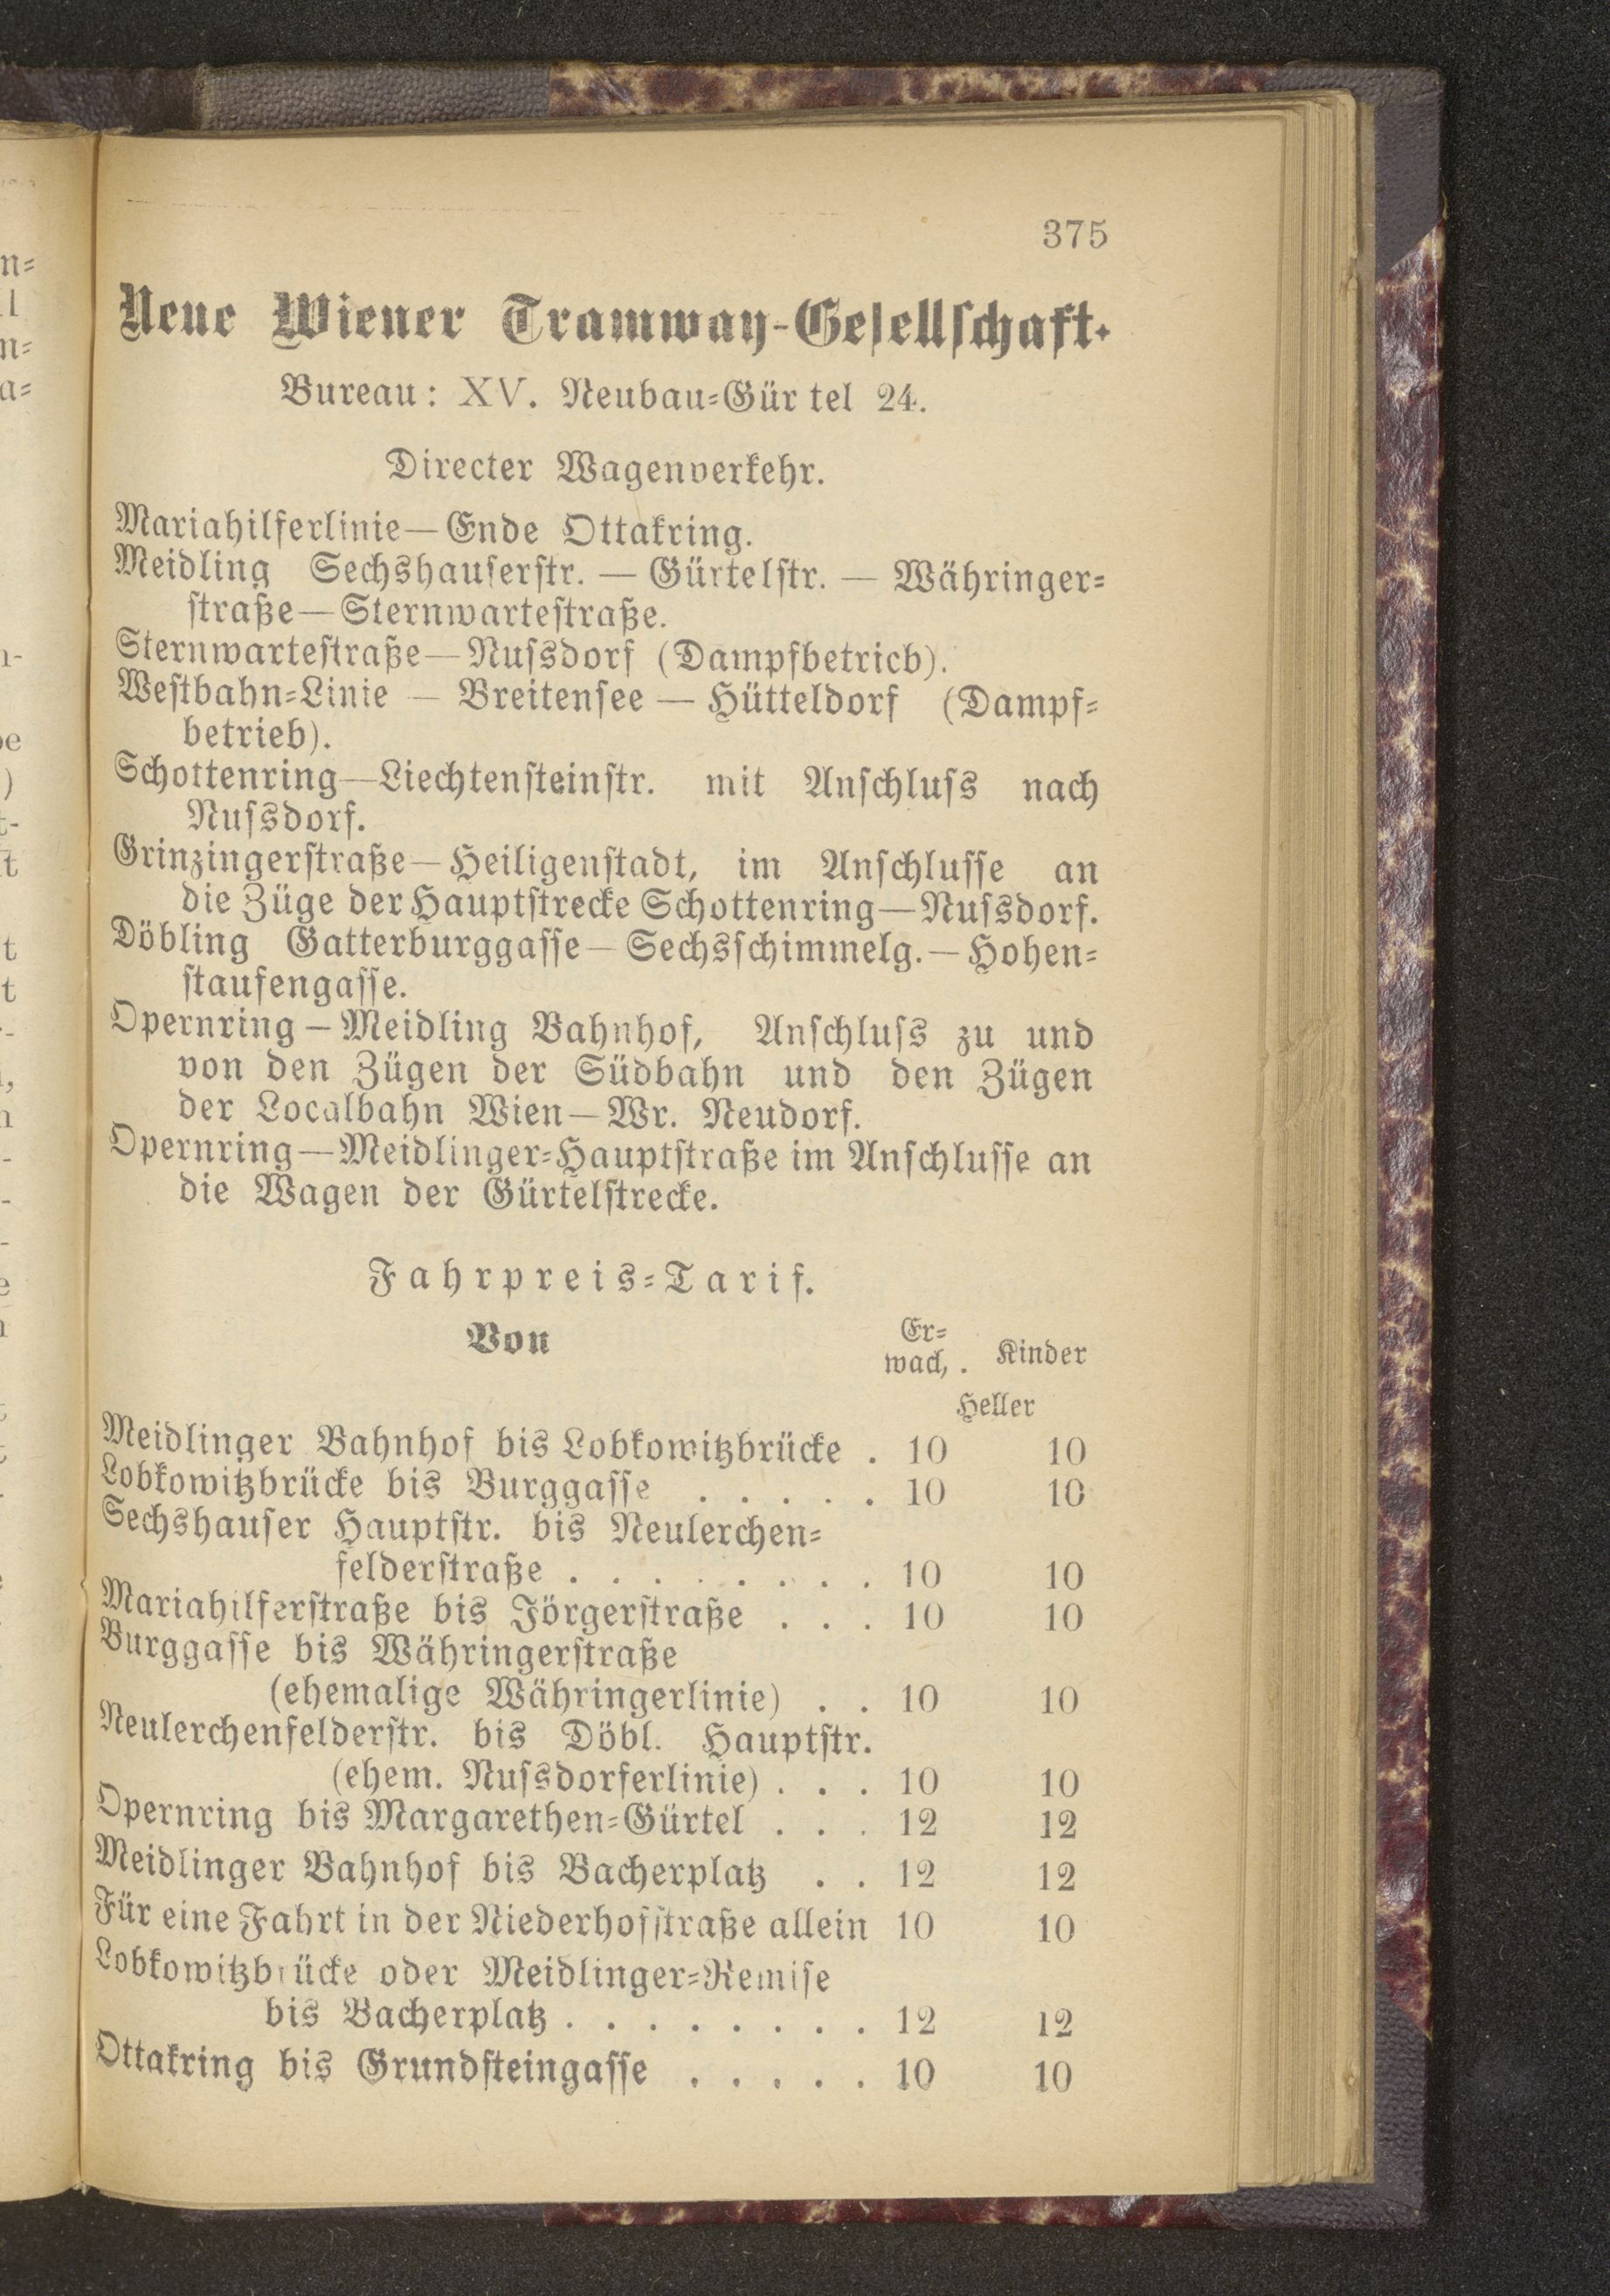 375
Neue Wiener Tramway-Gesellschaft.
Bureau: XV. Neubau-Gürtel 24.
Directer Wagenverkehr.
Mariahilferlinie—Ende Ottakring.
Meidling Sechshauserstr. — Gürtelstr. — Währinger-
straße—Sternwartestraße.
Sternwartestraße—Nussdorf (Dampfbetrieb).
Westbahn-Linie — Breitensee — Hütteldorf (Dampf-
betrieb).
Schottenring—Liechtensteinstr. mit Anschluss nach
Nussdorf.
Grinzingerstraße—Heiligenstadt, im Anschlusse an
die Züge der Hauptstrecke Schottenring—Nussdorf.
Döbling Gatterburggasse—Sechsschimmelg.—Hohen-
staufengasse.
Opernring—Meidling Bahnhof, Anschluss zu und
von den Zügen der Südbahn und den Zügen
der Localbahn Wien—Wr. Neudorf.
Opernring—Meidlinger-Hauptstraße im Anschlusse an
die Wagen der Gürtelstrecke.
Fahrpreis-Tarif.
Von Er- Kinder
wach.
Heller
Meidlinger Bahnhof bis Lobkowitzbrücke . 10 10
Lobkowitzbrücke bis Burggasse . . . . . 10 10
Sechshauser Hauptstr. bis Neulerchen-
felderstraße . . . . . . . . 10 10
Mariahilferstraße bis Jörgerstraße . . . 10 10
Burggasse bis Währingerstraße
(ehemalige Währingerlinie) . . 10 10
Neulerchenfelderstr. bis Döbl. Hauptstr.
(ehem. Nussdorferlinie) . . . 10 10
Opernring bis Margarethen-Gürtel . . . 12 12
Meidlinger Bahnhof bis Bacherplatz . . 12 12
Für eine Fahrt in der Niederhofstraße allein 10 10
Lobkowitzbrücke oder Meidlinger-Remise
bis Bacherplatz . . . . . . . . 12 12
Ottakring bis Grundsteingasse . . . . . 10 10